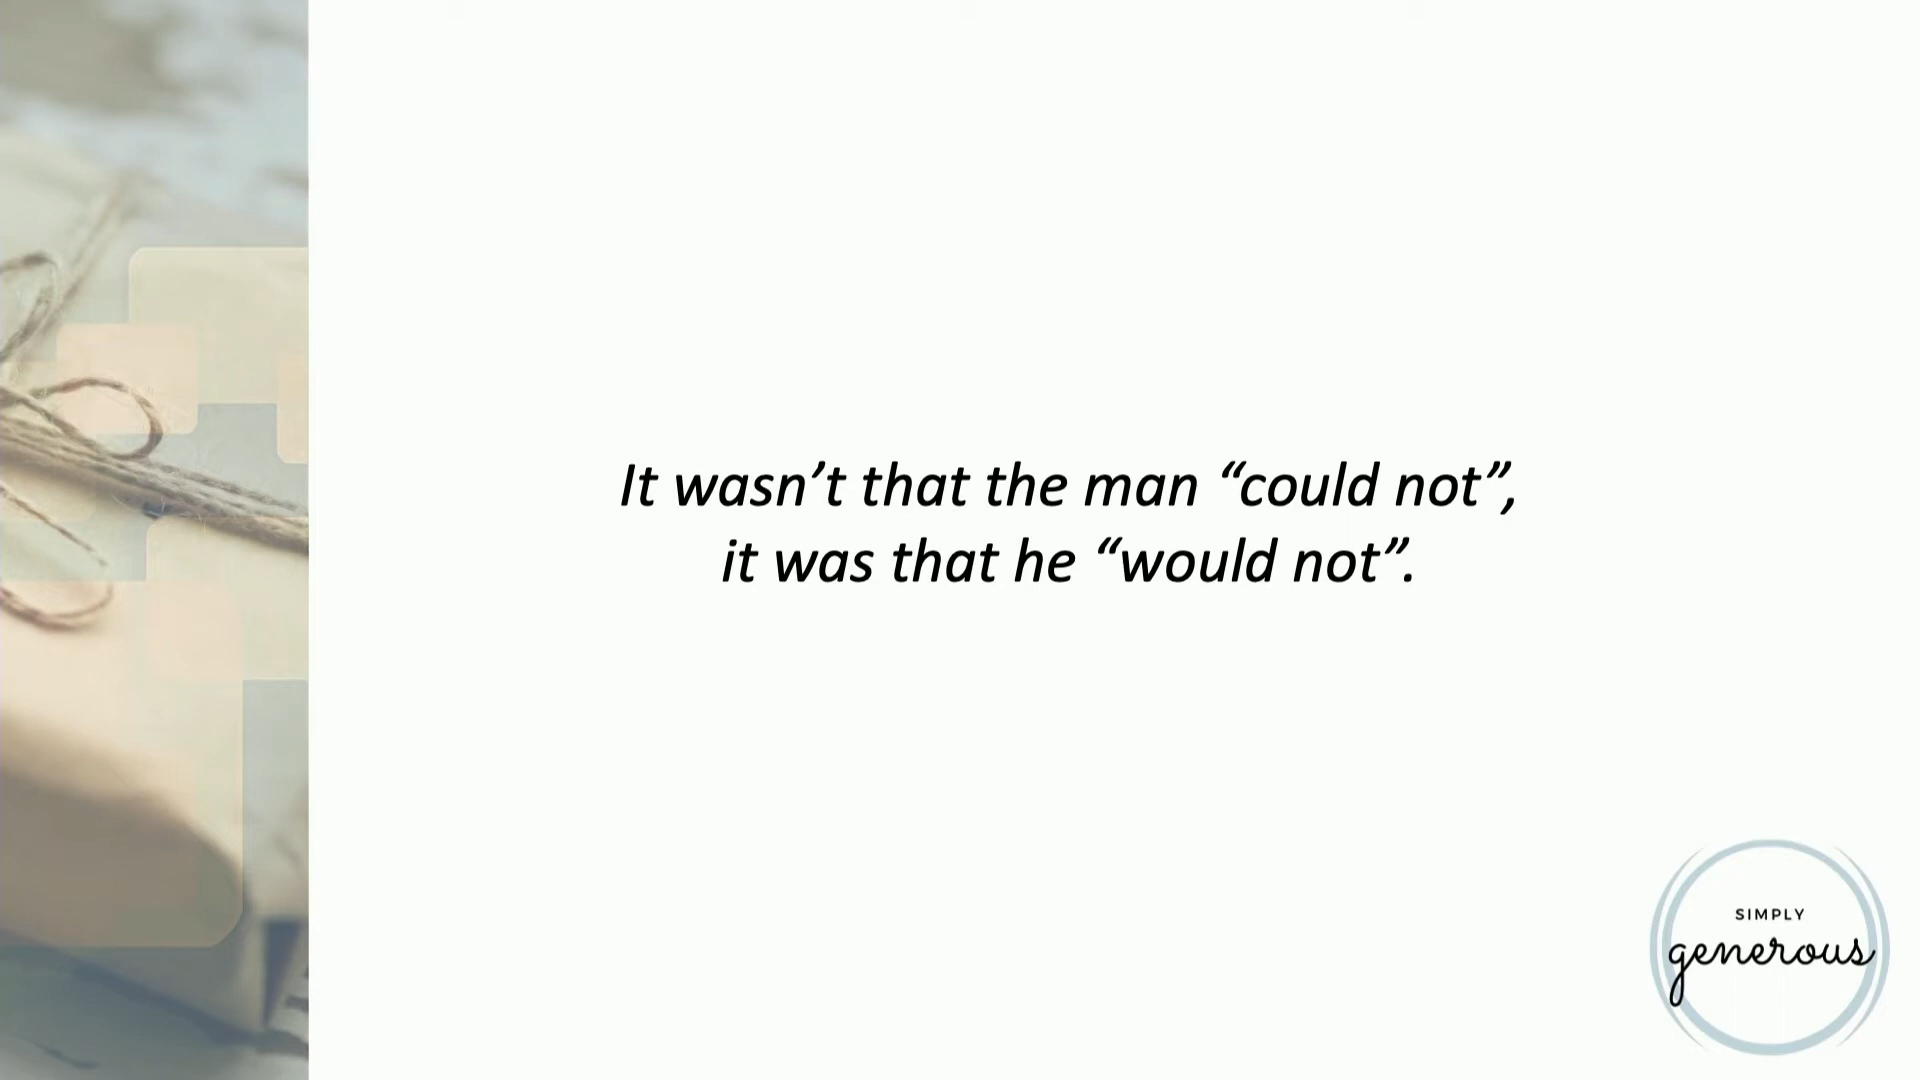 It wasn’t that the man “could not”,
it was that he “would not”.
SIMPLY
generous